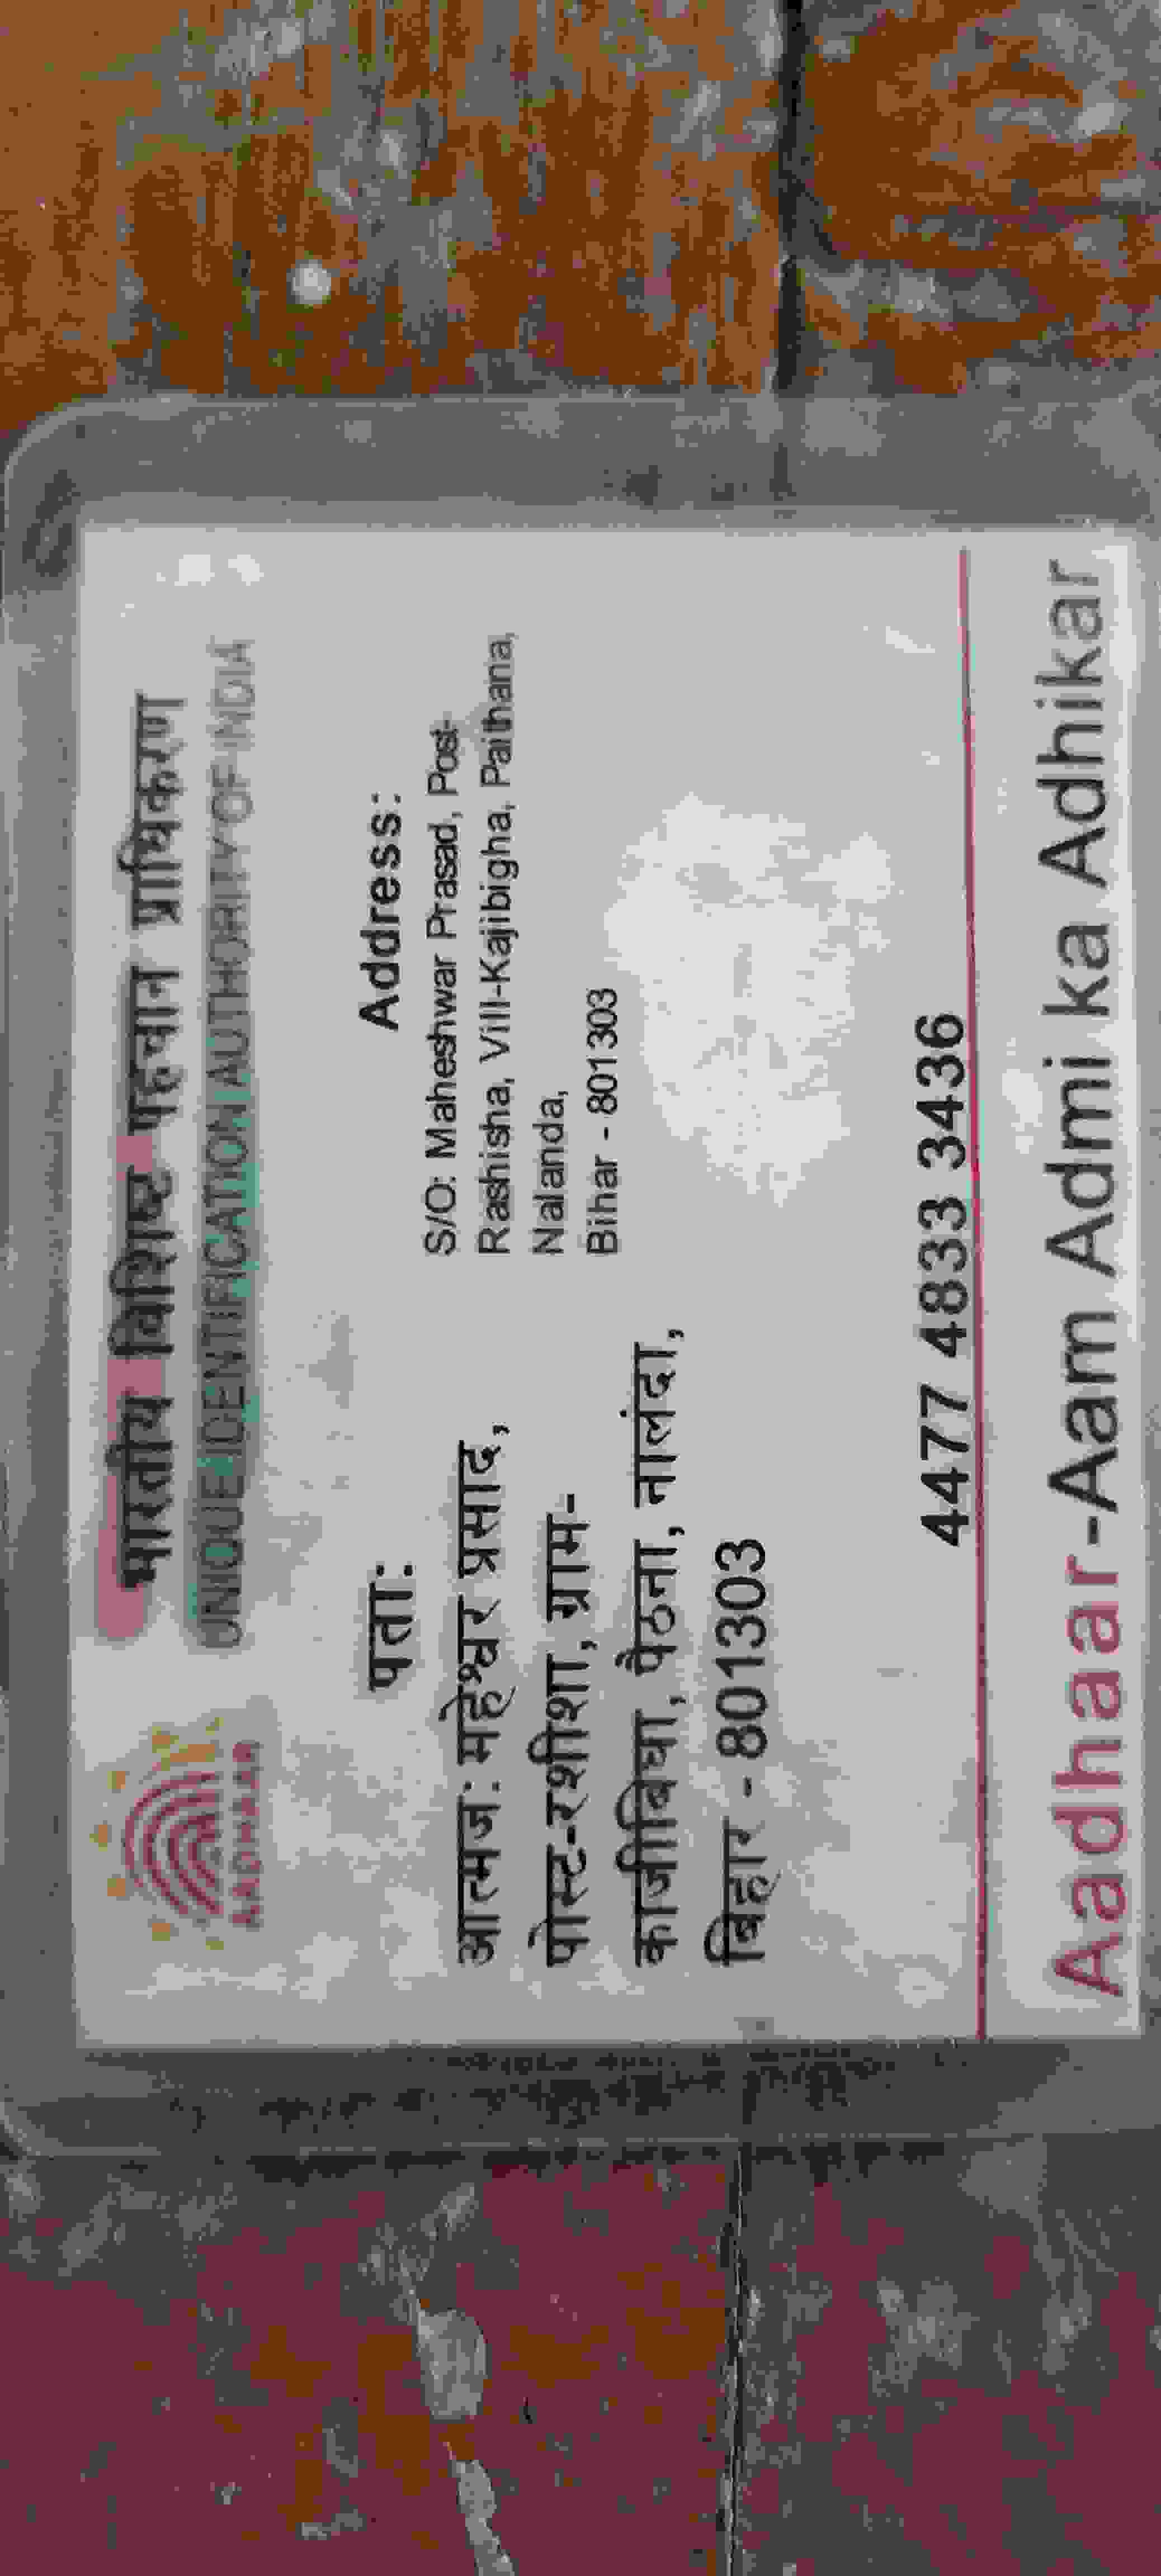 भारतीय विशिष्ट पहचान प्राधिकरण
UNIQUE IDENTIFICATION AUTHORITY OF INDIA
AADHAAR
पता:
आत्मज: महेश्वर प्रसाद,
पोस्ट-रशीशा, ग्राम-
काजीबिघा, पैठना, नालंदा,
बिहार - 801303
Address:
S/O: Maheshwar Prasad, Post-
Rashisha, Vill-Kajibigha, Paithana,
Nalanda,
Bihar - 801303
4477 4833 3436
Aadhaar-Aam Admi ka Adhikar